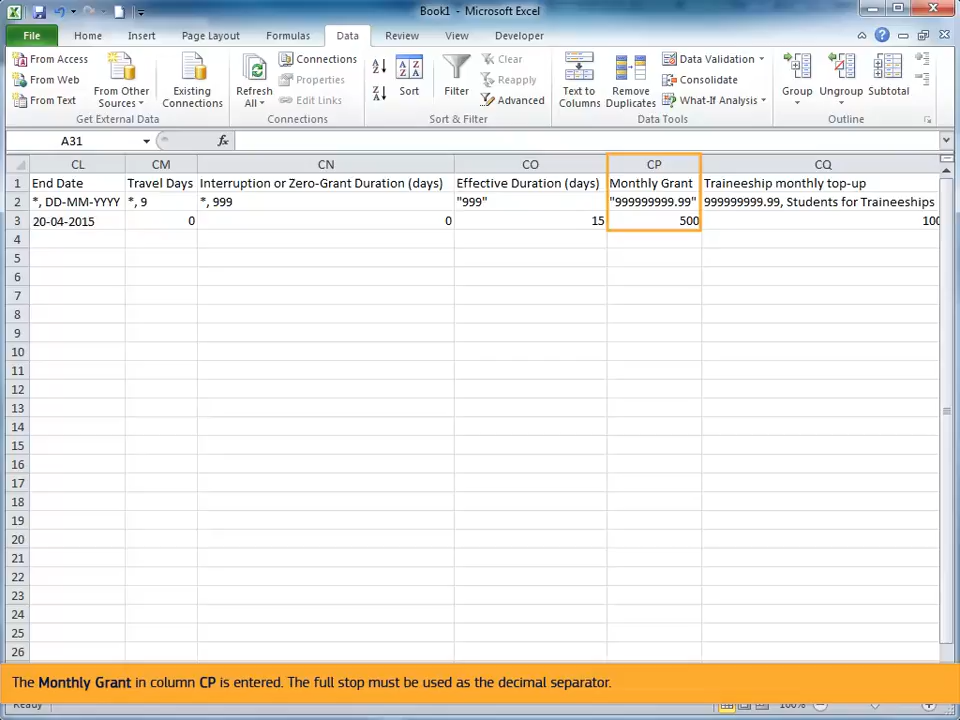 Book1 - Microsoft Excel
File Home Insert Page Layout Formulas Data Review View Developer
From Access
From Web
From Text
From Other Sources
Existing Connections
Get External Data
Refresh All
Connections
Properties
Edit Links
Connections
Sort
Filter
Clear
Reapply
Advanced
Sort & Filter
Text to Columns
Remove Duplicates
Data Validation
Consolidate
What-If Analysis
Data Tools
Group
Ungroup
Subtotal
Outline
A31 fx
CL CM CN CO CP CQ
1 End Date Travel Days Interruption or Zero-Grant Duration (days) Effective Duration (days) Monthly Grant Traineeship monthly top-up
2 *, DD-MM-YYYY *, 9 *, 999 "999" "999999999.99" 999999999.99, Students for Traineeships
3 20-04-2015 0 0 15 500 100
4
5
6
7
8
9
10
11
12
13
14
15
16
17
18
19
20
21
22
23
24
25
26
The Monthly Grant in column CP is entered. The full stop must be used as the decimal separator.
Ready 100%